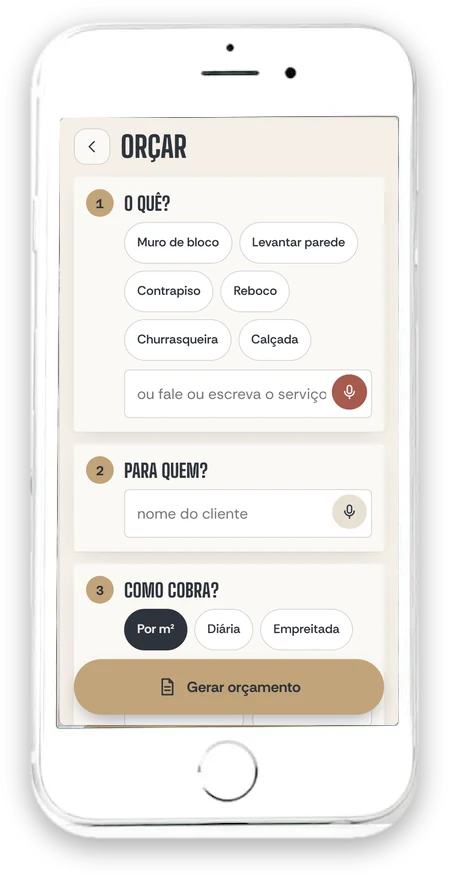 ORÇAR
1 O QUÊ?
Muro de bloco Levantar parede
Contrapiso Reboco
Churrasqueira Calçada
ou fale ou escreva o serviço
2 PARA QUEM?
nome do cliente
3 COMO COBRA?
Por m² Diária Empreitada
Gerar orçamento